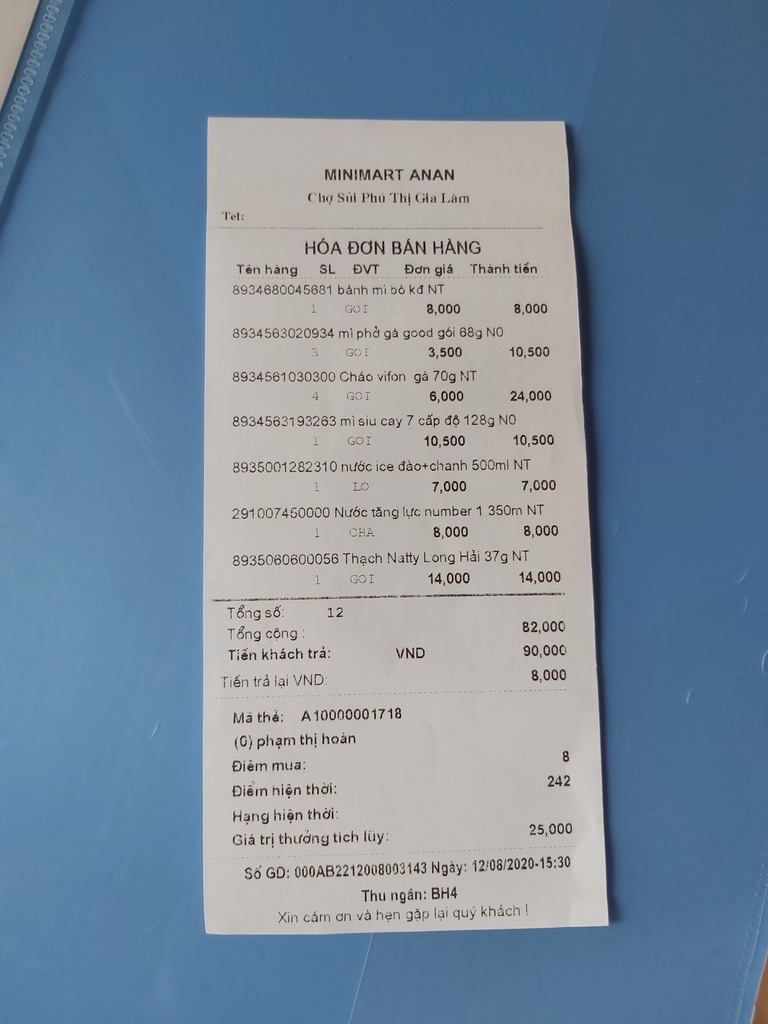 MINIMART ANAN
Chợ Sủi Phú Thị Gia Lâm
Tel:
HÓA ĐƠN BÁN HÀNG
Tên hàng SL ĐVT Đơn giá Thành tiền
8934680045681 bánh mì bò kđ NT
1 GOI 8,000 8,000
8934563020934 mì phở gà good gói 68g N0
3 GOI 3,500 10,500
8934561030300 Cháo vifon gà 70g NT
4 GOI 6,000 24,000
8934563193263 mì siu cay 7 cấp độ 128g N0
1 GOI 10,500 10,500
8935001282310 nước ice đào+chanh 500ml NT
1 LO 7,000 7,000
291007450000 Nước tăng lực number 1 350m NT
1 CHA 8,000 8,000
8935060600056 Thạch Natty Long Hải 37g NT
1 GOI 14,000 14,000
Tổng số: 12
Tổng cộng : 82,000
Tiền khách trả: VND 90,000
Tiền trả lại VND: 8,000
Mã thẻ: A10000001718
(0) phạm thị hoàn
Điểm mua: 8
Điểm hiện thời: 242
Hạng hiện thời:
Giá trị thưởng tích lũy: 25,000
Số GD: 000AB2212008003143 Ngày: 12/08/2020-15:30
Thu ngân: BH4
Xin cảm ơn và hẹn gặp lại quý khách !